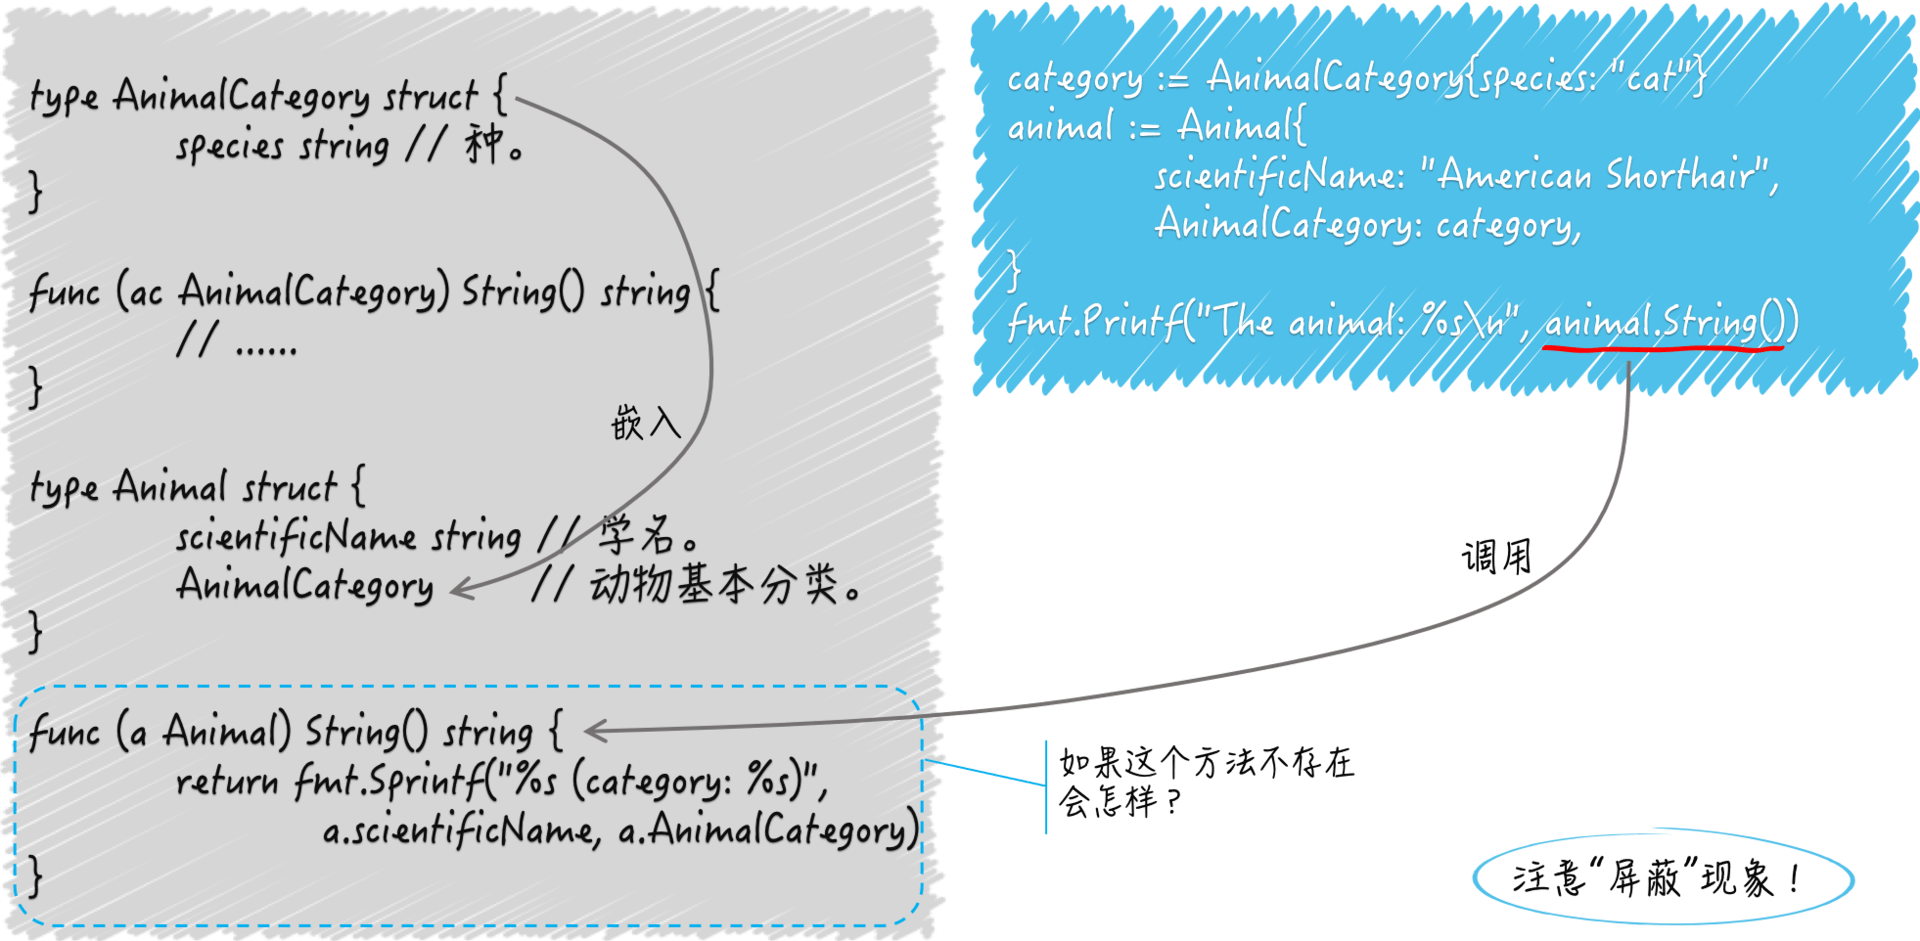 type AnimalCategory struct {
species string // 种。
}
func (ac AnimalCategory) String() string {
// ......
}
嵌入
type Animal struct {
scientificName string // 学名。
AnimalCategory // 动物基本分类。
}
func (a Animal) String() string {
return fmt.Sprintf("%s (category: %s)",
a.scientificName, a.AnimalCategory)
}
category := AnimalCategory{species: "cat"}
animal := Animal{
scientificName: "American Shorthair",
AnimalCategory: category,
}
fmt.Printf("The animal: %s\n", animal.String())
调用
如果这个方法不存在
会怎样？
注意“屏蔽”现象！